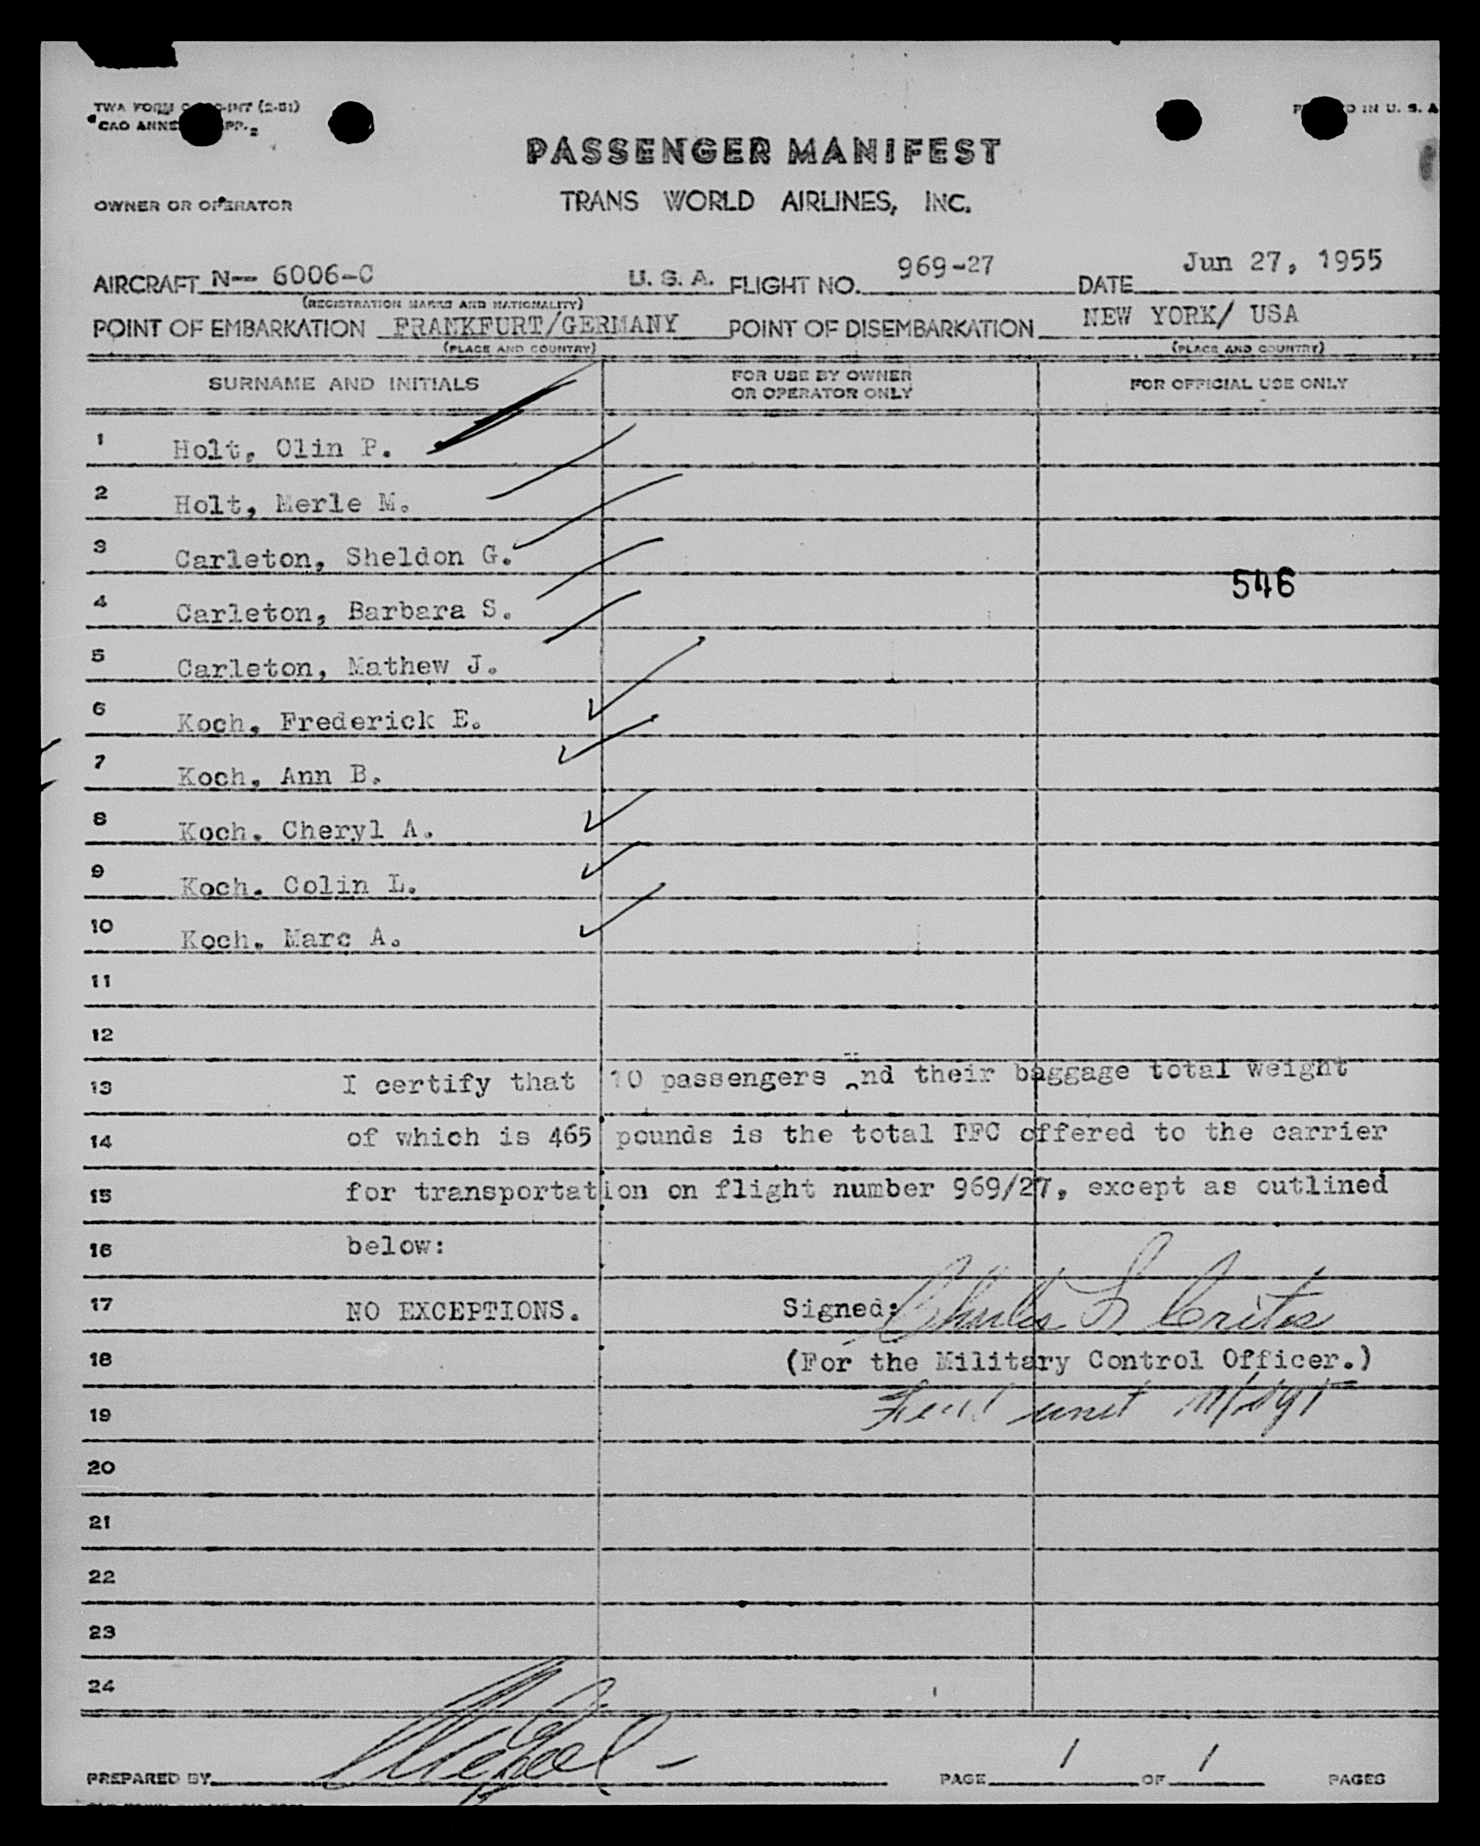 TWA FORM (2-51)
PASSENGER MANIFEST
OWNER OR OPERATOR TRANS WORLD AIRLINES, INC.
AIRCRAFT N-- 6006-C U. S. A. FLIGHT NO. 969-27 DATE Jun 27, 1955
(REGISTRATION MARKS AND NATIONALITY)
POINT OF EMBARKATION FRANKFURT/GERMANY POINT OF DISEMBARKATION NEW YORK/ USA
(PLACE AND COUNTRY) (PLACE AND COUNTRY)
SURNAME AND INITIALS FOR USE BY OWNER OR OPERATOR ONLY FOR OFFICIAL USE ONLY
1 Holt, Olin P.
2 Holt, Merle M.
3 Carleton, Sheldon G.
546
4 Carleton, Barbara S.
5 Carleton, Mathew J.
6 Koch, Frederick E.
7 Koch, Ann B.
8 Koch. Cheryl A.
9 Koch. Colin L.
10 Koch. Marc A.
11
12
13 I certify that 10 passengers and their baggage total weight
14 of which is 465 pounds is the total TFC offered to the carrier
15 for transportation on flight number 969/27, except as outlined
16 below:
17 NO EXCEPTIONS. Signed: Charles L Crites
18 (For the Military Control Officer.)
19 unit
20
21
22
23
24
PREPARED BY PAGE 1 OF 1 PAGES